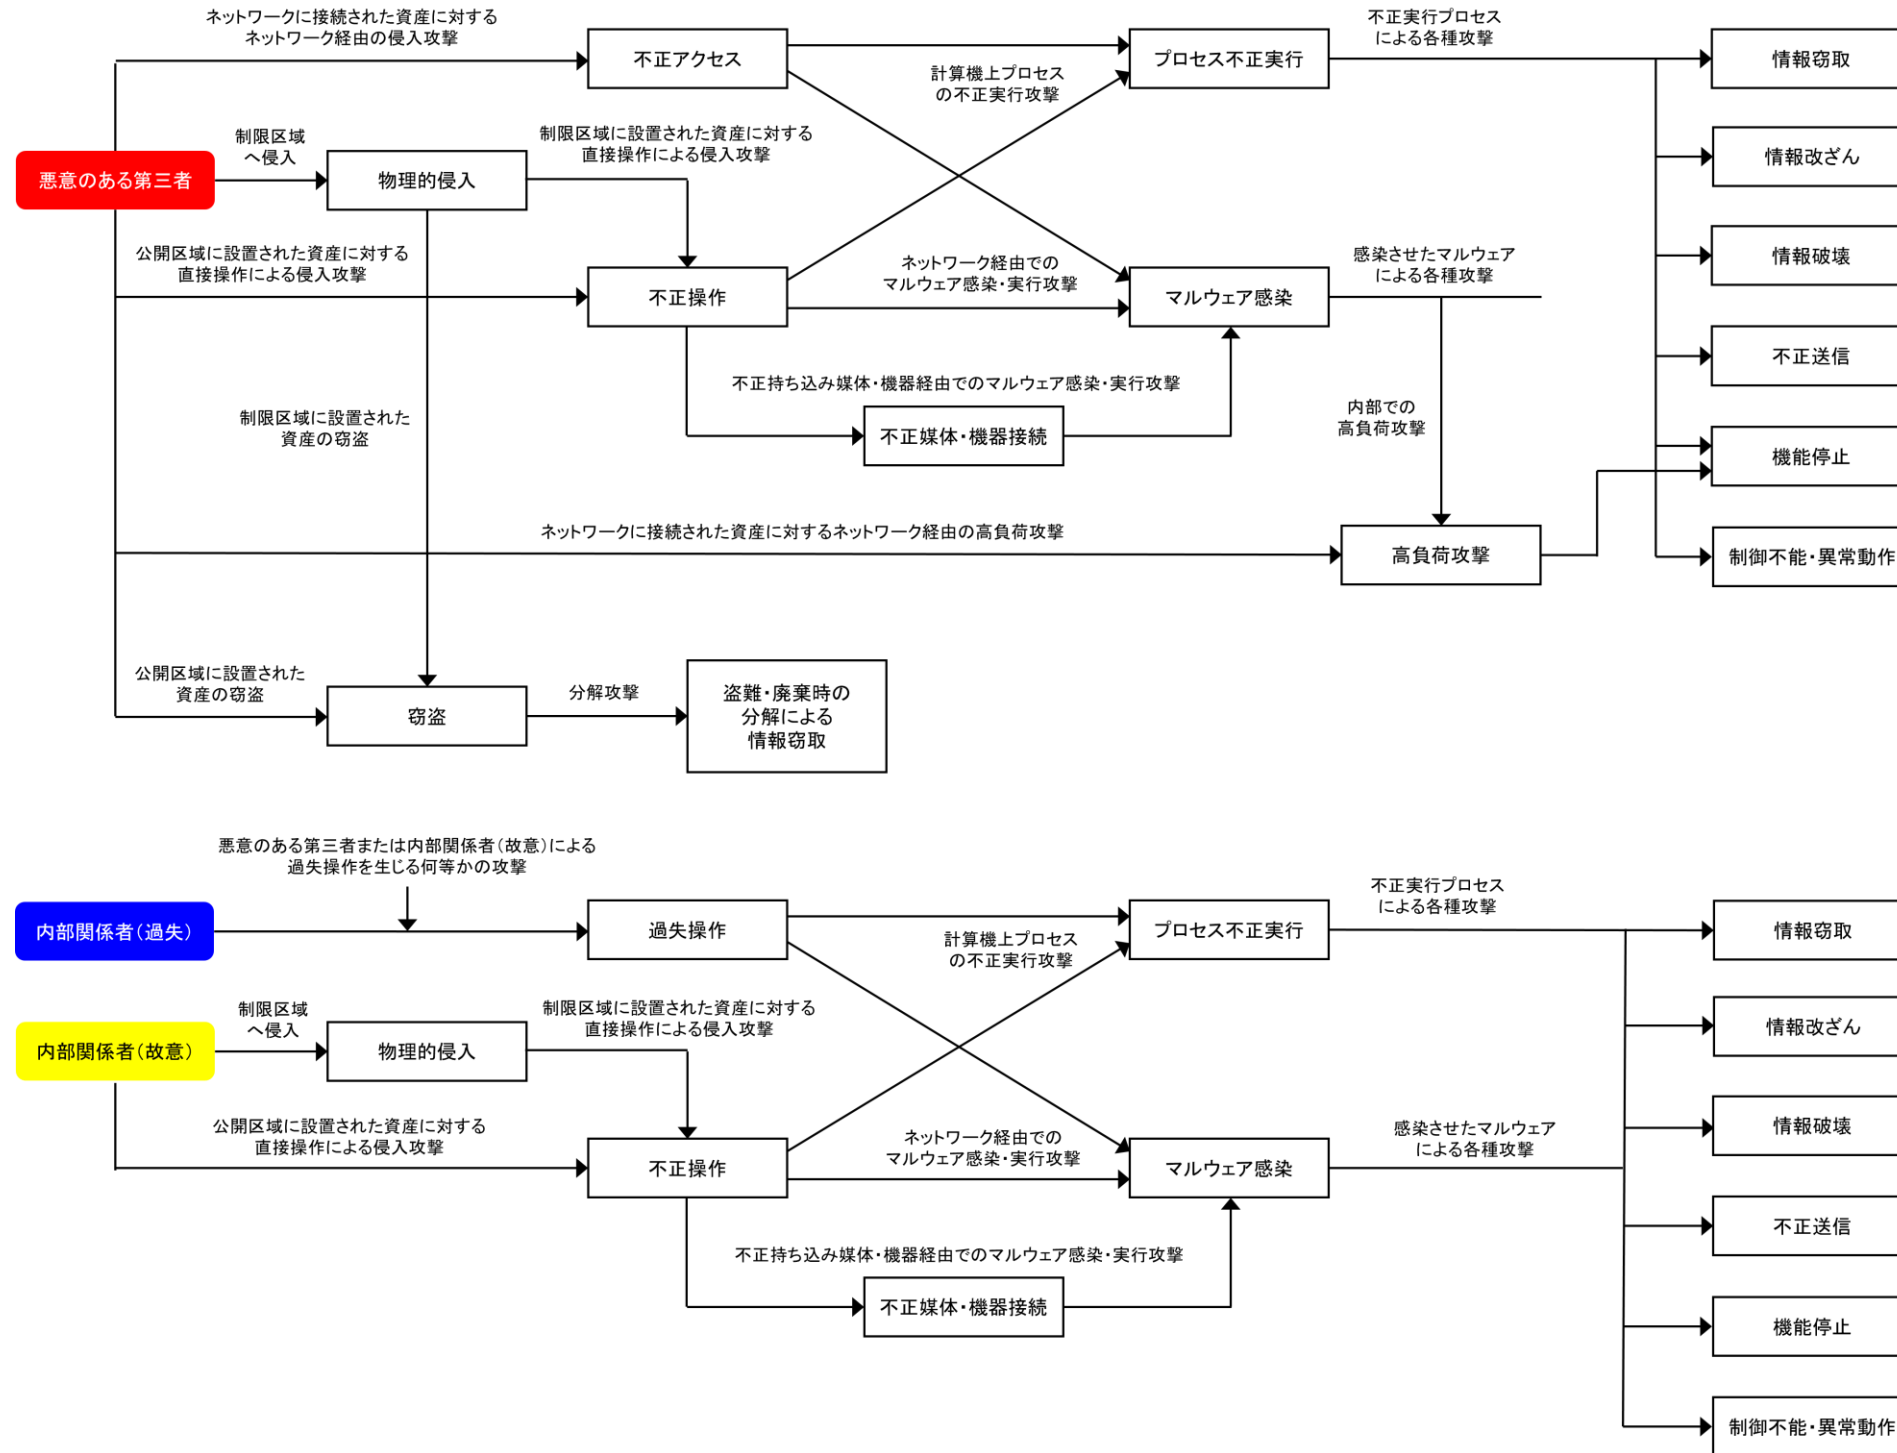 ネットワークに接続された資産に対する
ネットワーク経由の侵入攻撃
不正アクセス
計算機上プロセス
の不正実行攻撃
プロセス不正実行
不正実行プロセス
による各種攻撃
情報窃取
情報改ざん
悪意のある第三者
制限区域
へ侵入
物理的侵入
制限区域に設置された資産に対する
直接操作による侵入攻撃
公開区域に設置された資産に対する
直接操作による侵入攻撃
不正操作
ネットワーク経由での
マルウェア感染・実行攻撃
マルウェア感染
感染させたマルウェア
による各種攻撃
情報破壊
不正送信
不正持ち込み媒体・機器経由でのマルウェア感染・実行攻撃
不正媒体・機器接続
制限区域に設置された
資産の窃盗
内部での
高負荷攻撃
機能停止
ネットワークに接続された資産に対するネットワーク経由の高負荷攻撃
高負荷攻撃
制御不能・異常動作
公開区域に設置された
資産の窃盗
窃盗
分解攻撃
盗難・廃棄時の
分解による
情報窃取
悪意のある第三者または内部関係者（故意）による
過失操作を生じる何等かの攻撃
内部関係者（過失）
過失操作
計算機上プロセス
の不正実行攻撃
プロセス不正実行
不正実行プロセス
による各種攻撃
情報窃取
情報改ざん
内部関係者（故意）
制限区域
へ侵入
物理的侵入
制限区域に設置された資産に対する
直接操作による侵入攻撃
公開区域に設置された資産に対する
直接操作による侵入攻撃
不正操作
ネットワーク経由での
マルウェア感染・実行攻撃
マルウェア感染
感染させたマルウェア
による各種攻撃
情報破壊
不正送信
不正持ち込み媒体・機器経由でのマルウェア感染・実行攻撃
不正媒体・機器接続
機能停止
制御不能・異常動作